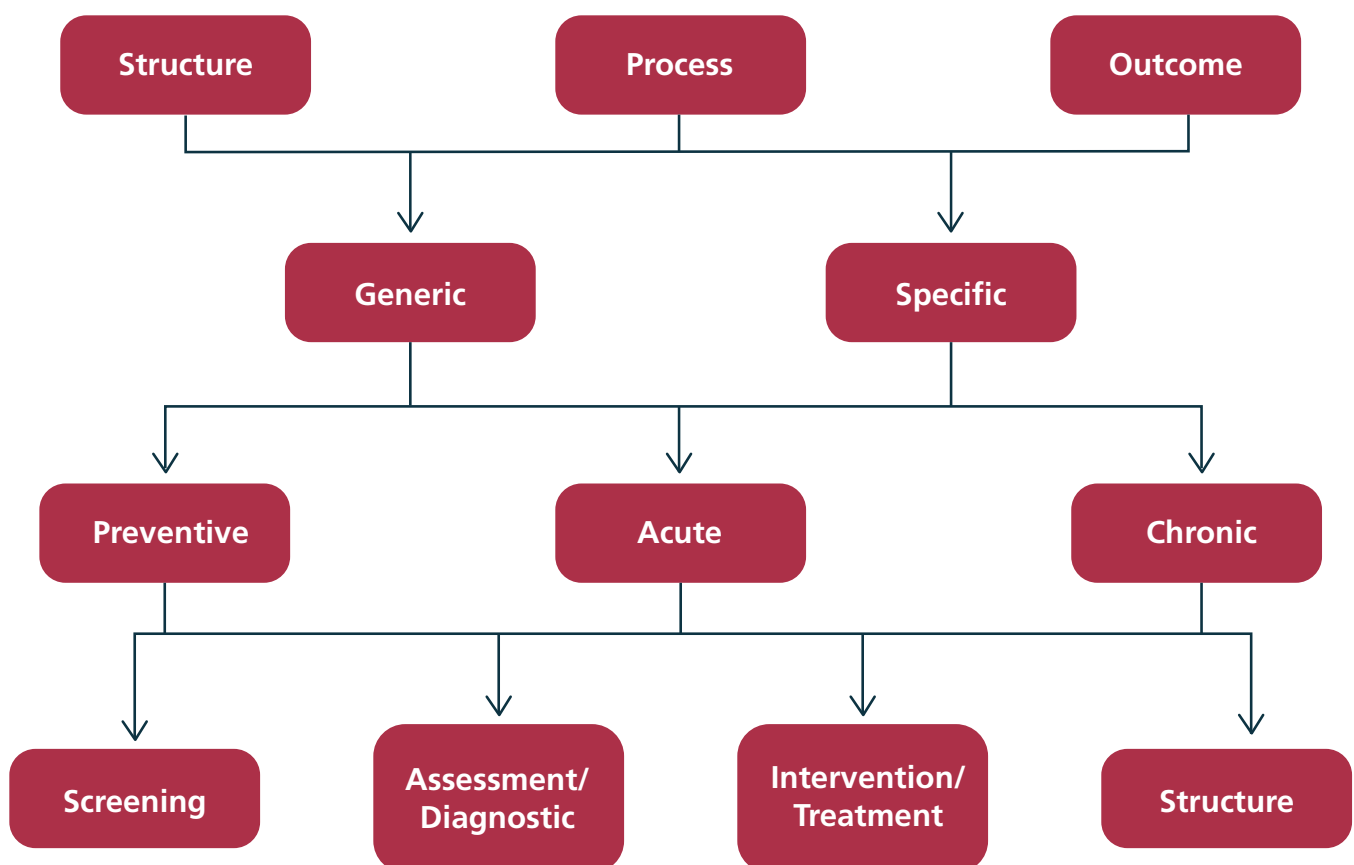 Structure
Process
Outcome
Generic
Specific
Preventive
Acute
Chronic
Screening
Assessment/
Diagnostic
Intervention/
Treatment
Structure